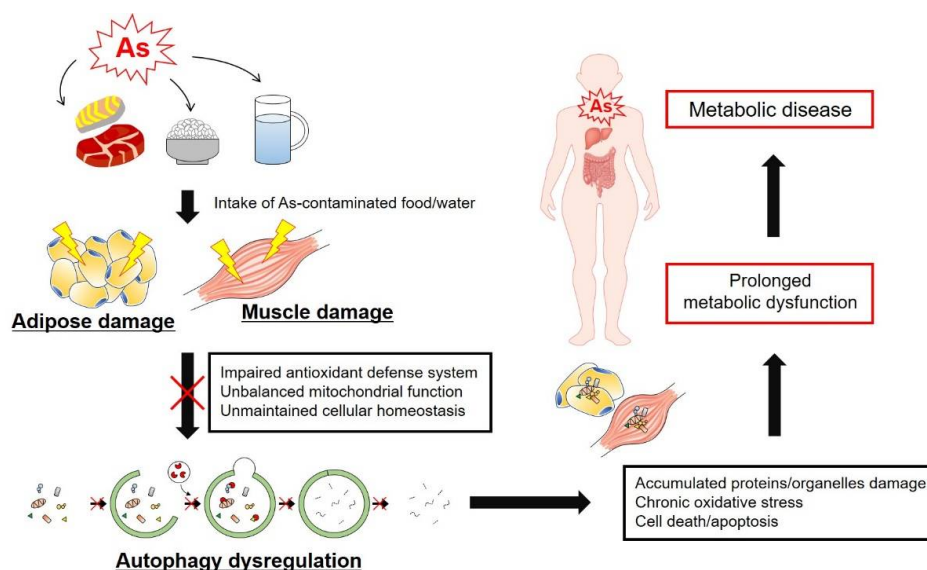 As
Intake of As-contaminated food/water
Adipose damage
Muscle damage
Impaired antioxidant defense system
Unbalanced mitochondrial function
Unmaintained cellular homeostasis
Autophagy dysregulation
Accumulated proteins/organelles damage
Chronic oxidative stress
Cell death/apoptosis
Prolonged
metabolic dysfunction
Metabolic disease
As